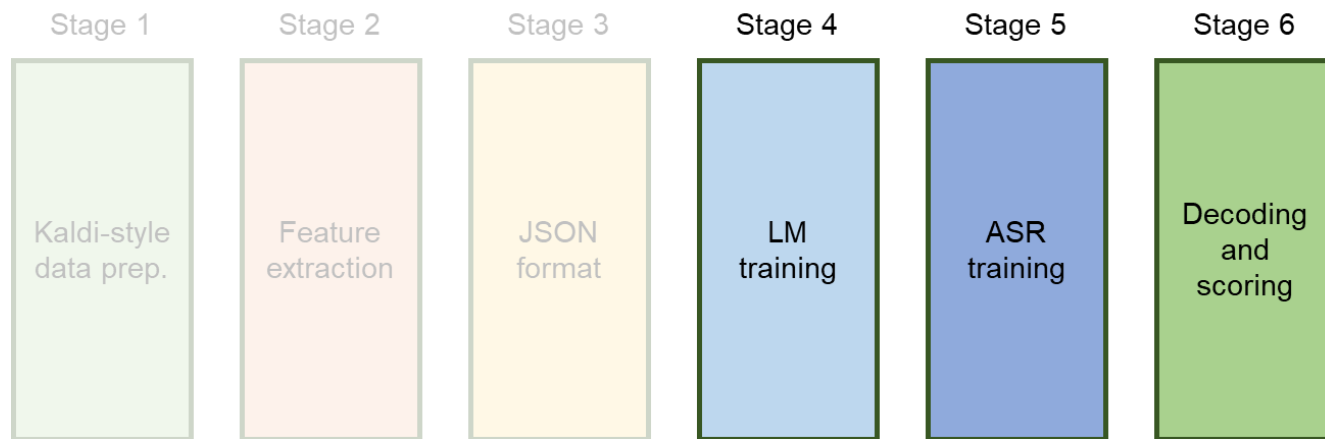 Stage 1
Stage 2
Stage 3
Stage 4
Stage 5
Stage 6
Kaldi-style
data prep.
Feature
extraction
JSON
format
LM
training
ASR
training
Decoding
and
scoring